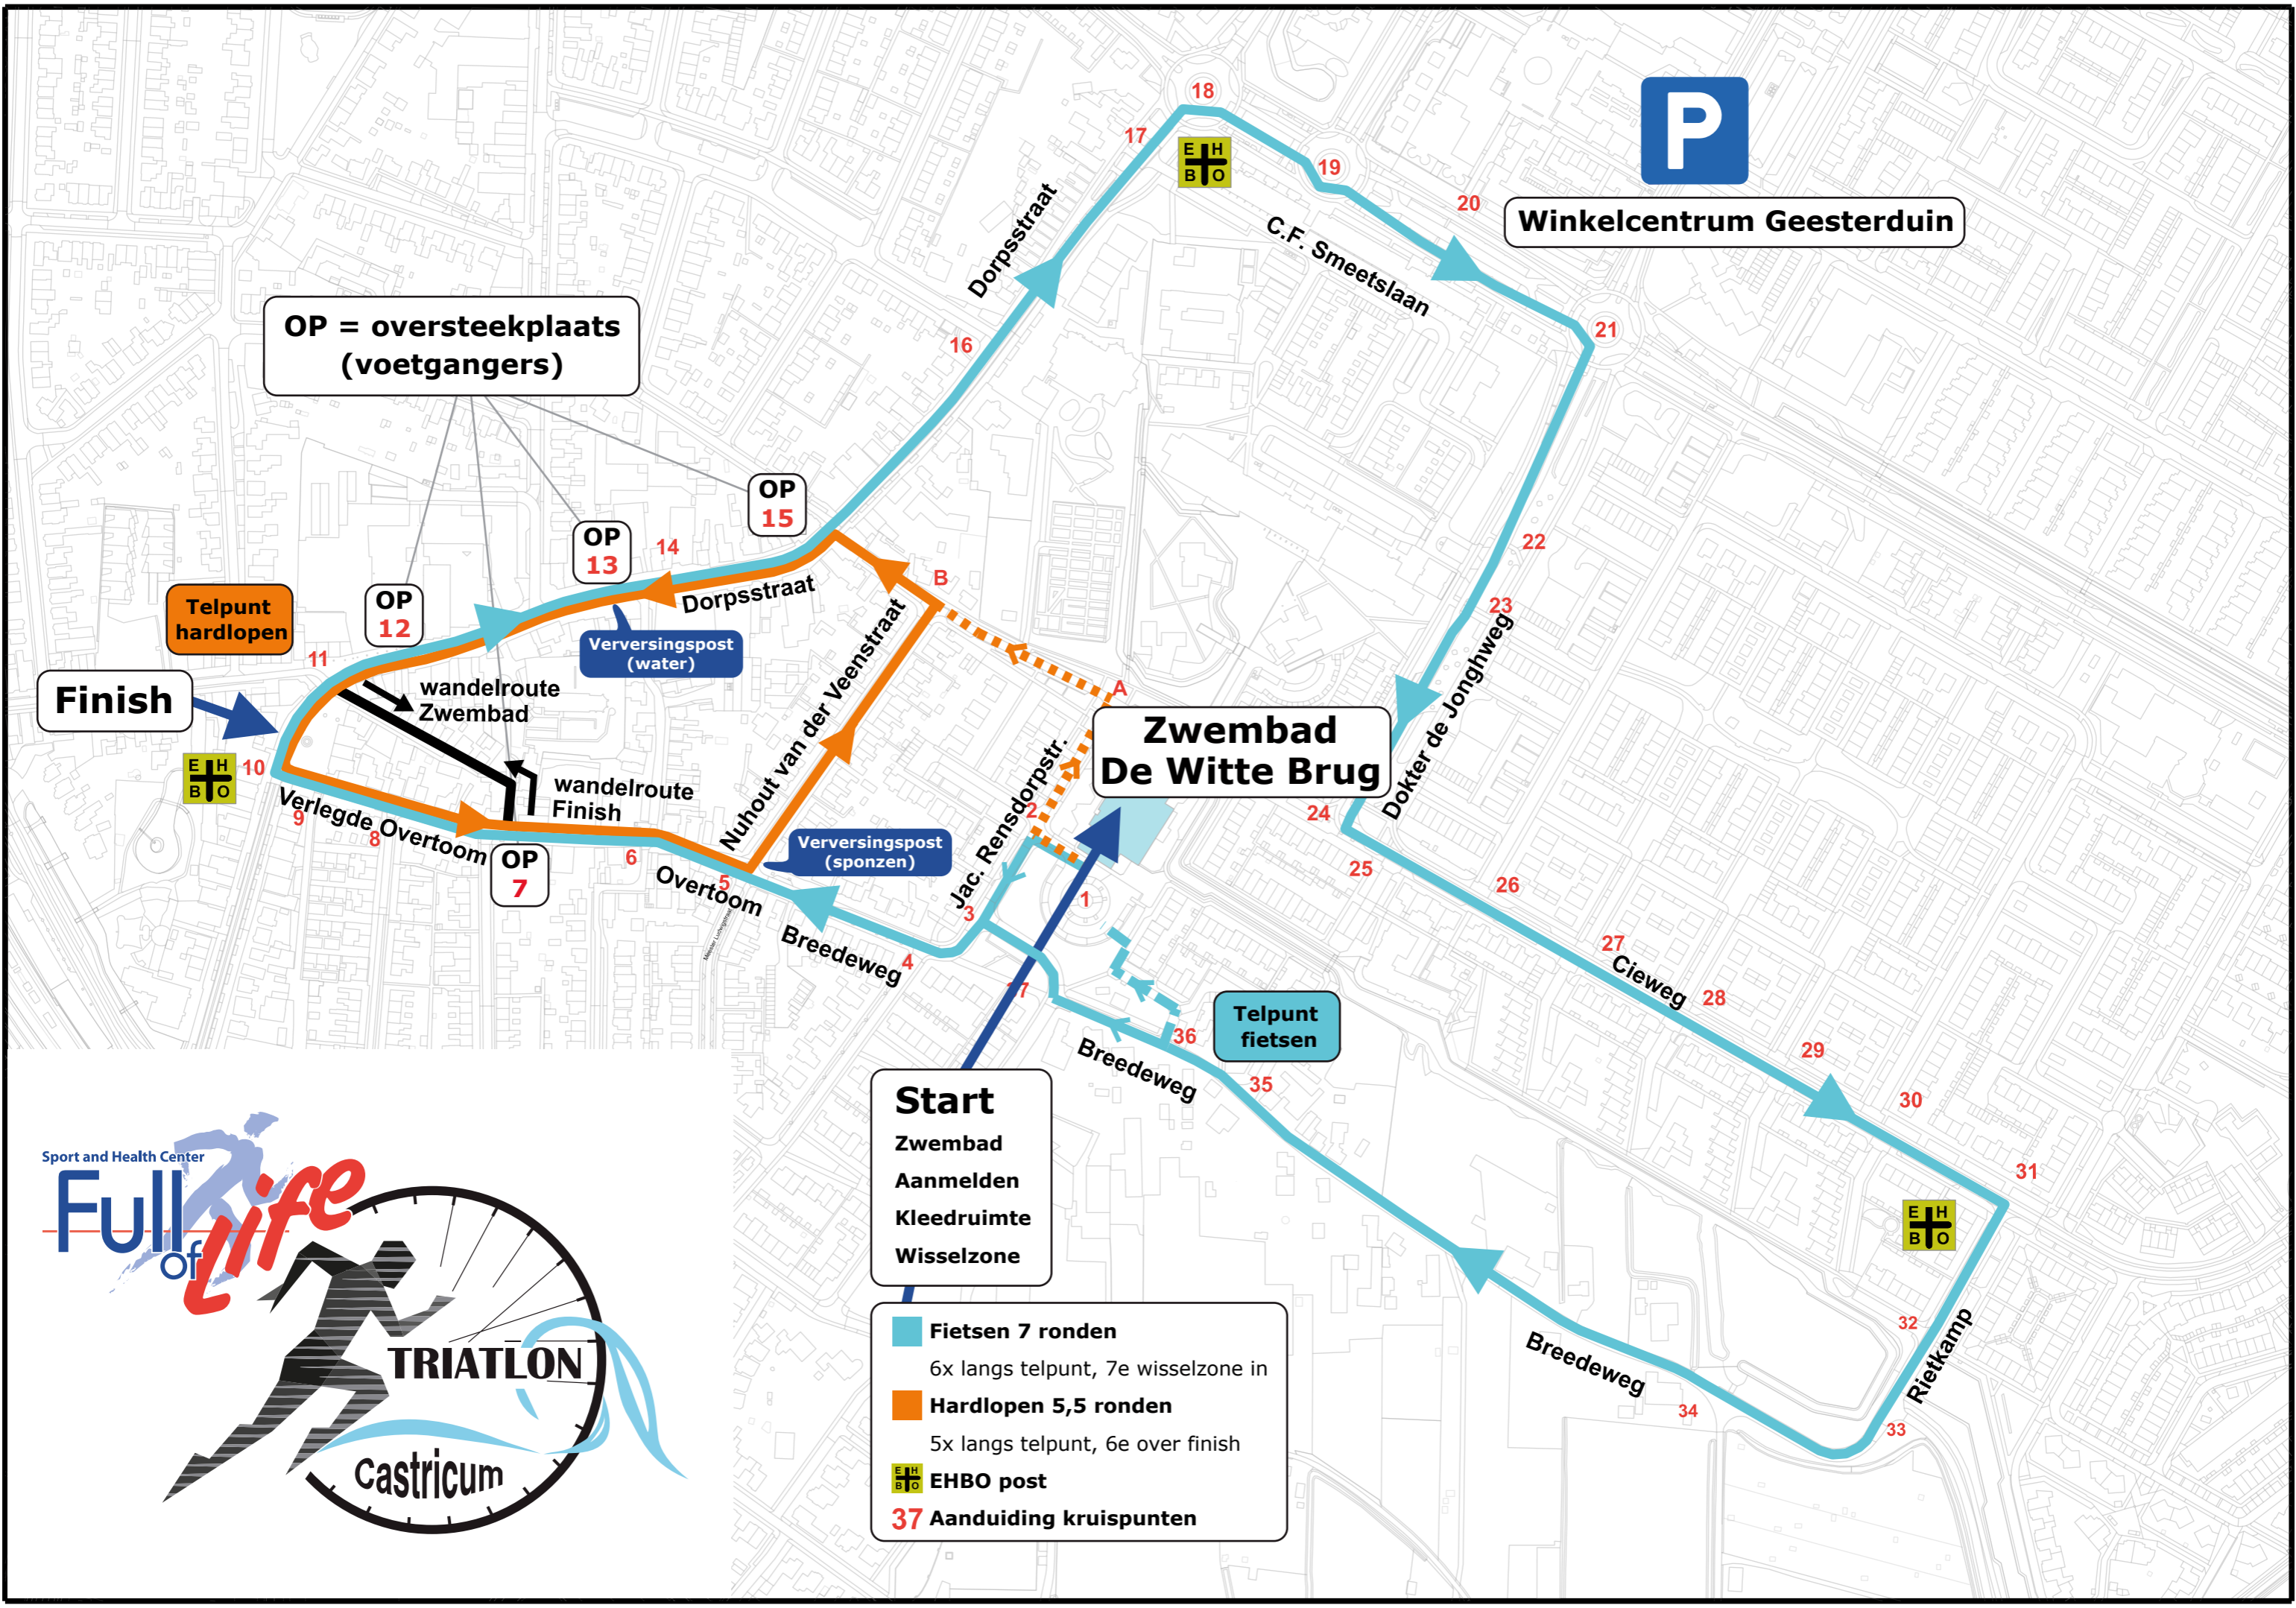 18
17
E H
B O
19
20
P
Winkelcentrum Geesterduin
Dorpsstraat
C.F. Smeetslaan
16
21
OP = oversteekplaats
(voetgangers)
OP
15
OP
13
14
22
B
Dorpsstraat
23
Telpunt
hardlopen
OP
12
Verversingspost
(water)
11
Finish
wandelroute
Zwembad
A
Zwembad
De Witte Brug
Nuhout van der Veenstraat
Jac. Rensdorpstr.
Dokter de Jonghweg
E H
B O
10
wandelroute
Finish
Verlegde Overtoom
9
8
OP
7
6
5
Overtoom
Verversingspost
(sponzen)
2
1
3
24
25
26
27
Cieweg
28
29
30
31
Breedeweg
4
37
36
Telpunt
fietsen
Breedeweg
35
E H
B O
32
Rietkamp
33
Breedeweg
34
Start
Zwembad
Aanmelden
Kleedruimte
Wisselzone
Fietsen 7 ronden
6x langs telpunt, 7e wisselzone in
Hardlopen 5,5 ronden
5x langs telpunt, 6e over finish
E H
B O
EHBO post
37 Aanduiding kruispunten
Sport and Health Center
Full of Life
TRIATLON
Castricum